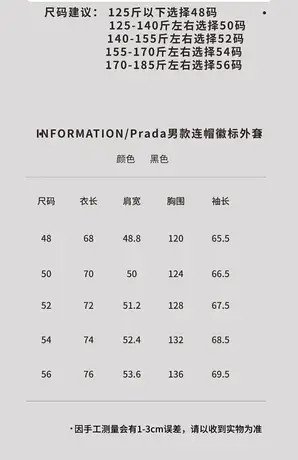 尺码建议： 125斤以下选择48码
125-140斤左右选择50码
140-155斤左右选择52码
155-170斤左右选择54码
170-185斤左右选择56码
INFORMATION/Prada男款连帽徽标外套
颜色 黑色
尺码 衣长 肩宽 胸围 袖长
48 68 48.8 120 65.5
50 70 50 124 66.5
52 72 51.2 128 67.5
54 74 52.4 132 68.5
56 76 53.6 136 69.5
*因手工测量会有1-3cm误差，请以收到实物为准